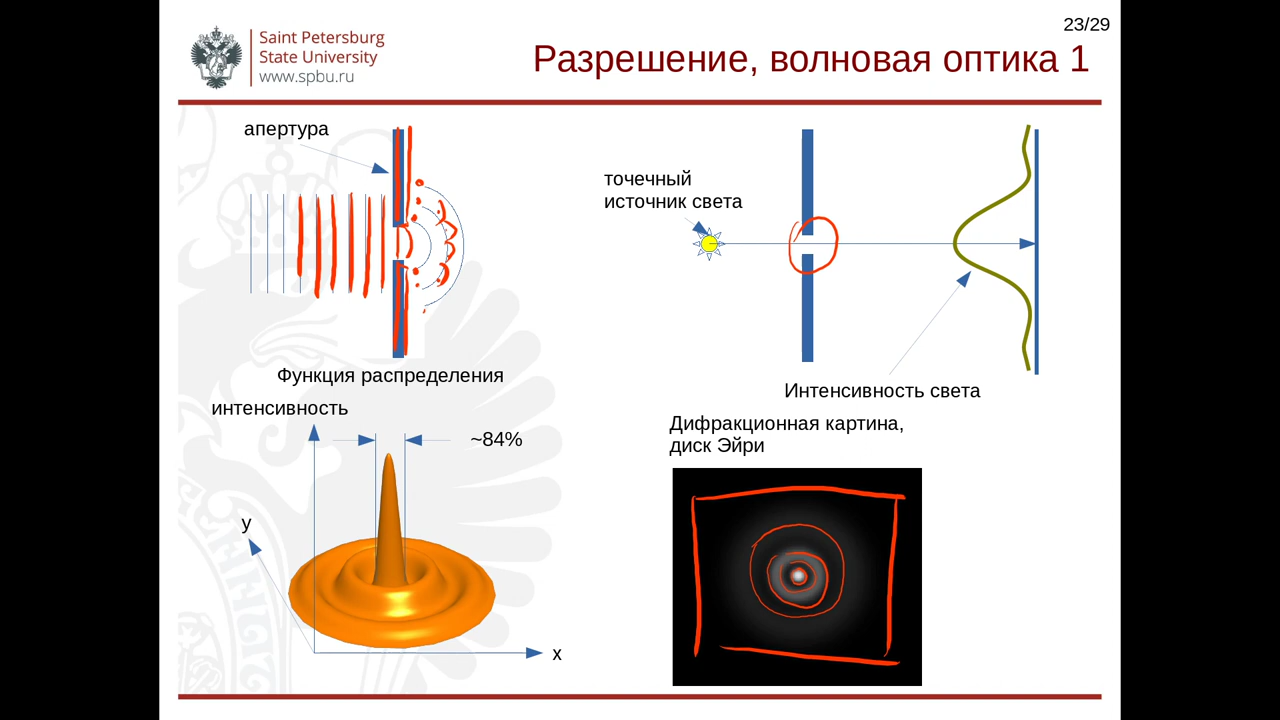 23/29
Saint Petersburg
State University
www.spbu.ru
Разрешение, волновая оптика 1
апертура
точечный
источник света
Функция распределения
интенсивность
~84%
y
x
Интенсивность света
Дифракционная картина,
диск Эйри